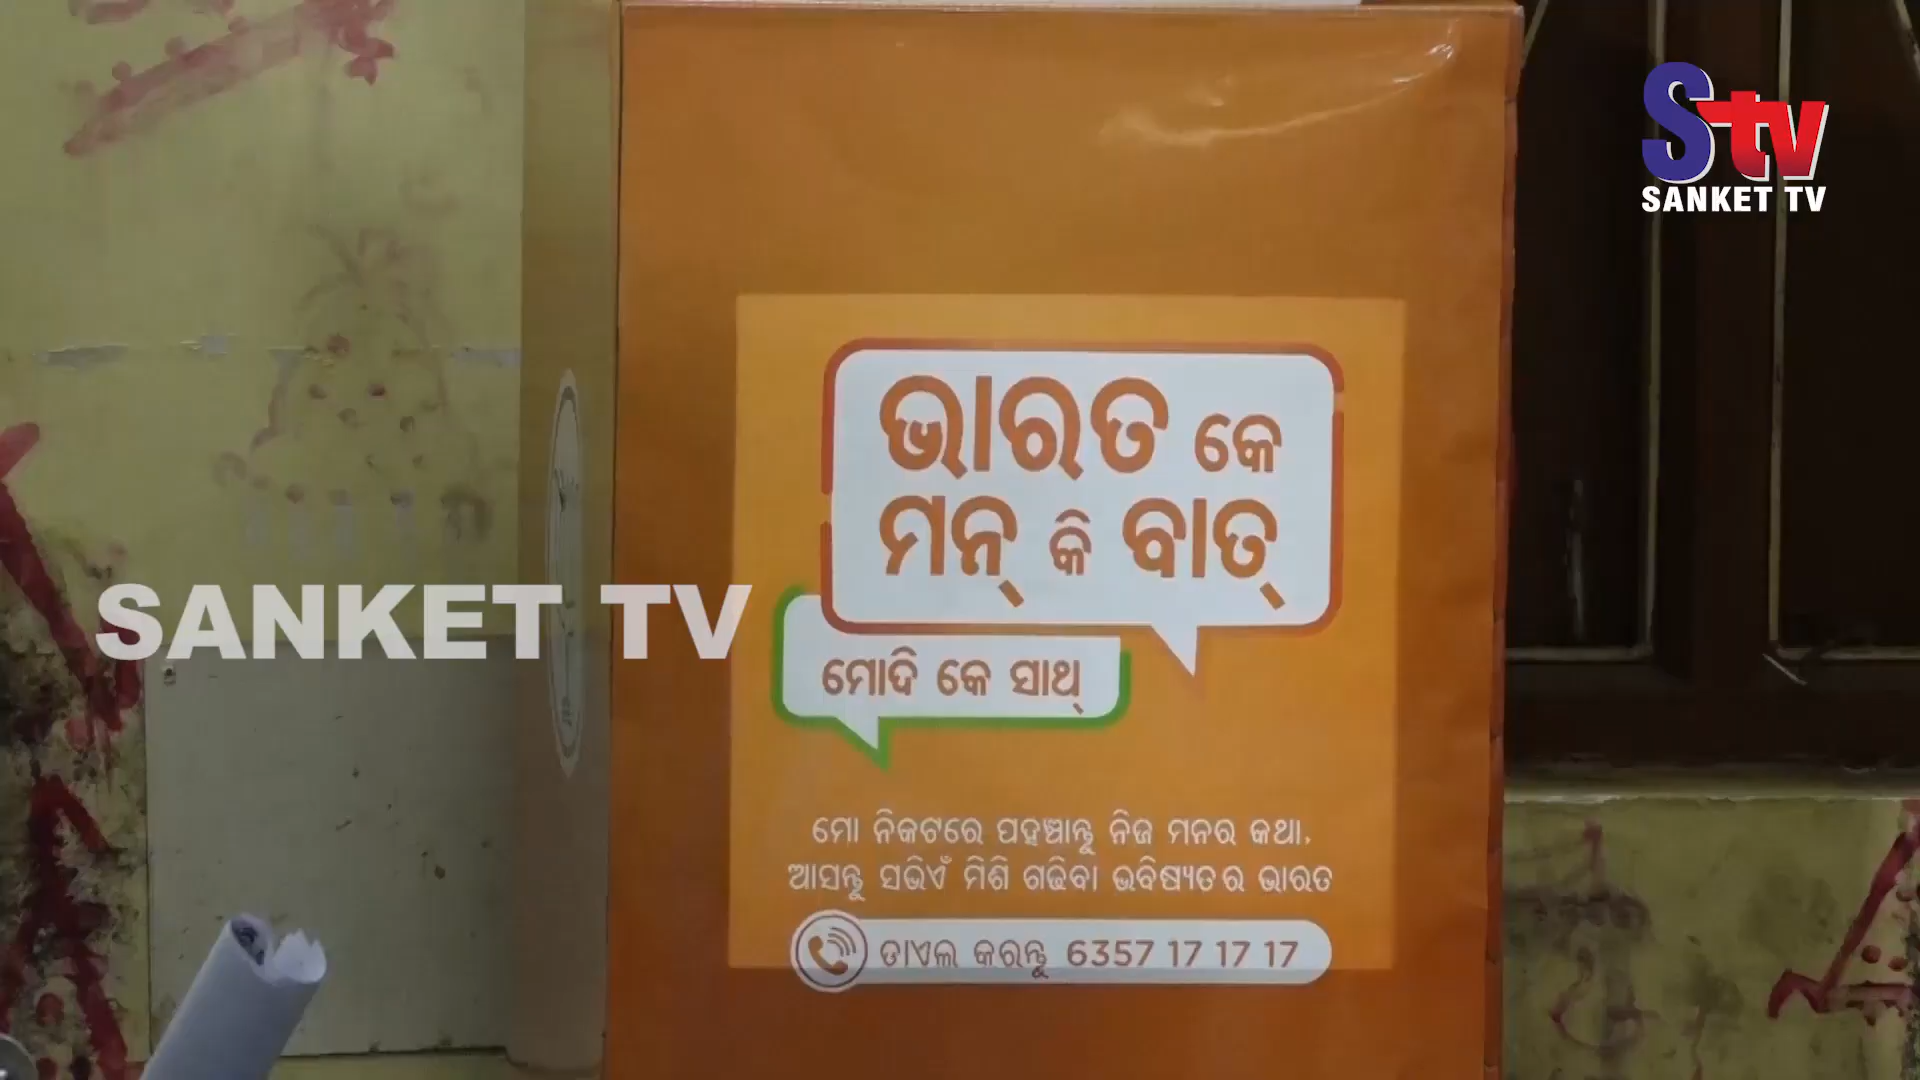 Stv
SANKET TV
ଭାରତ କେ
ମନ୍ କି ବାତ୍
SANKET TV
ମୋଦି କେ ସାଥ୍
ମୋ ନିକଟରେ ପହଞ୍ଚାନ୍ତୁ ନିଜ ମନର କଥା,
ଆସନ୍ତୁ ସଭିଏଁ ମିଶି ଗଢିବା ଭବିଷ୍ୟତର ଭାରତ
ଡାଏଲ କରନ୍ତୁ 6357 17 17 17